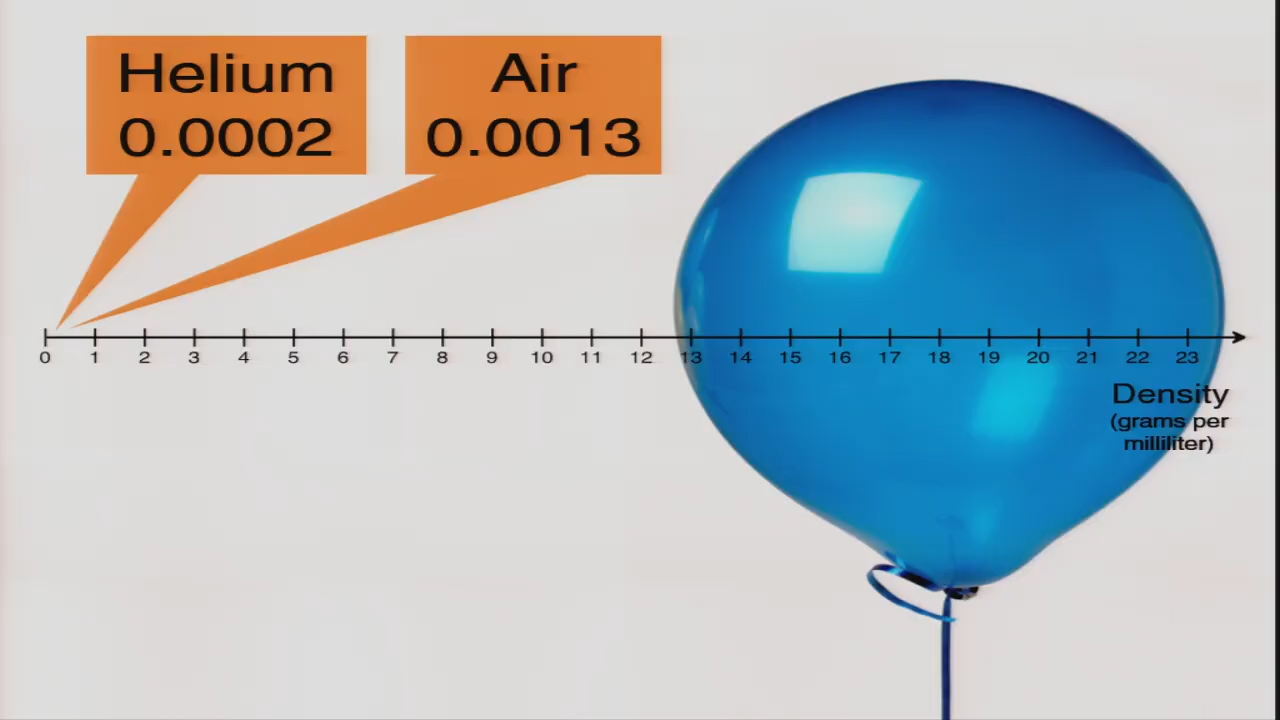 Helium
0.0002
Air
0.0013
0 1 2 3 4 5 6 7 8 9 10 11 12 13 14 15 16 17 18 19 20 21 22 23
Density
(grams per
milliliter)